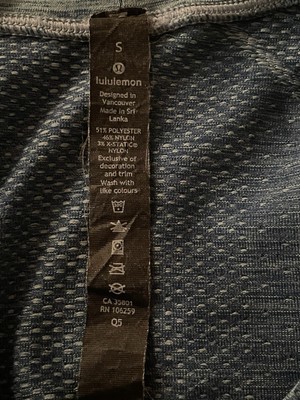 S
lululemon
Designed in
Vancouver
Made in Sri-
Lanka
51% POLYESTER
46% NYLON
3% X-STATIC®
NYLON
Exclusive of
decoration
and trim
Wash with
like colours
CA 35801
RN 106259
Q5